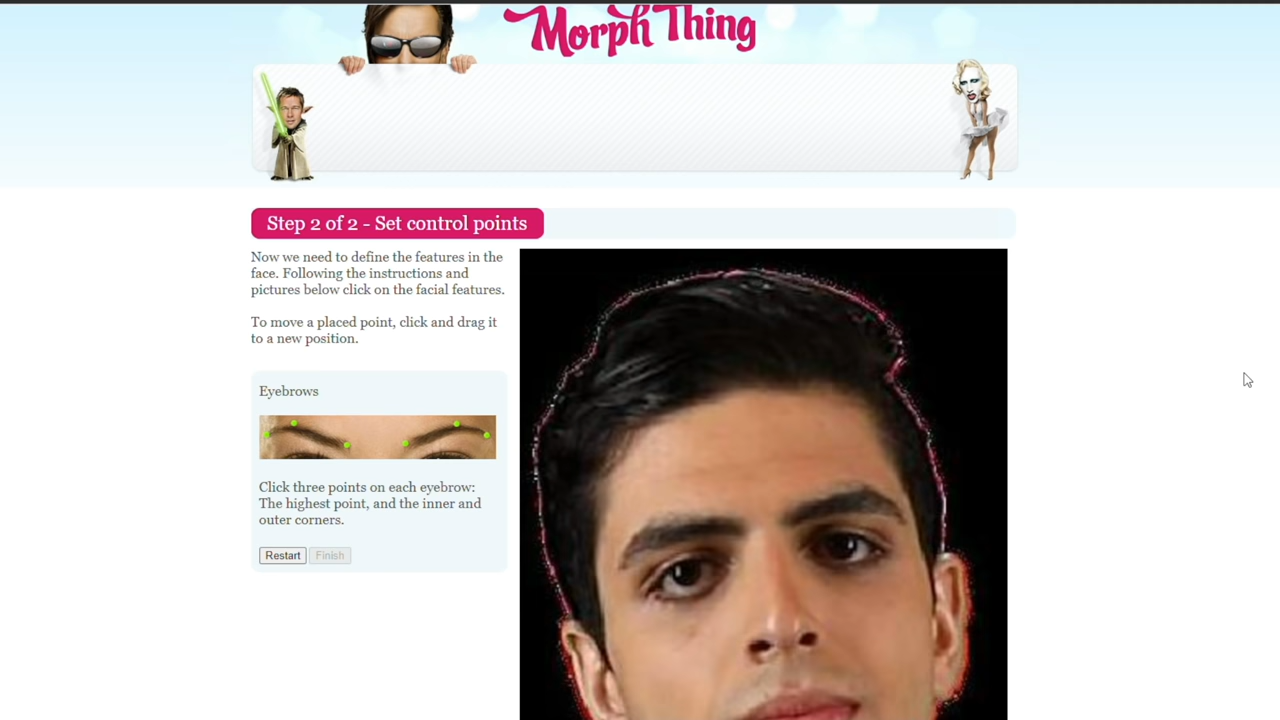 Morph Thing
Step 2 of 2 - Set control points
Now we need to define the features in the
face. Following the instructions and
pictures below click on the facial features.
To move a placed point, click and drag it
to a new position.
Eyebrows
Click three points on each eyebrow:
The highest point, and the inner and
outer corners.
Restart Finish